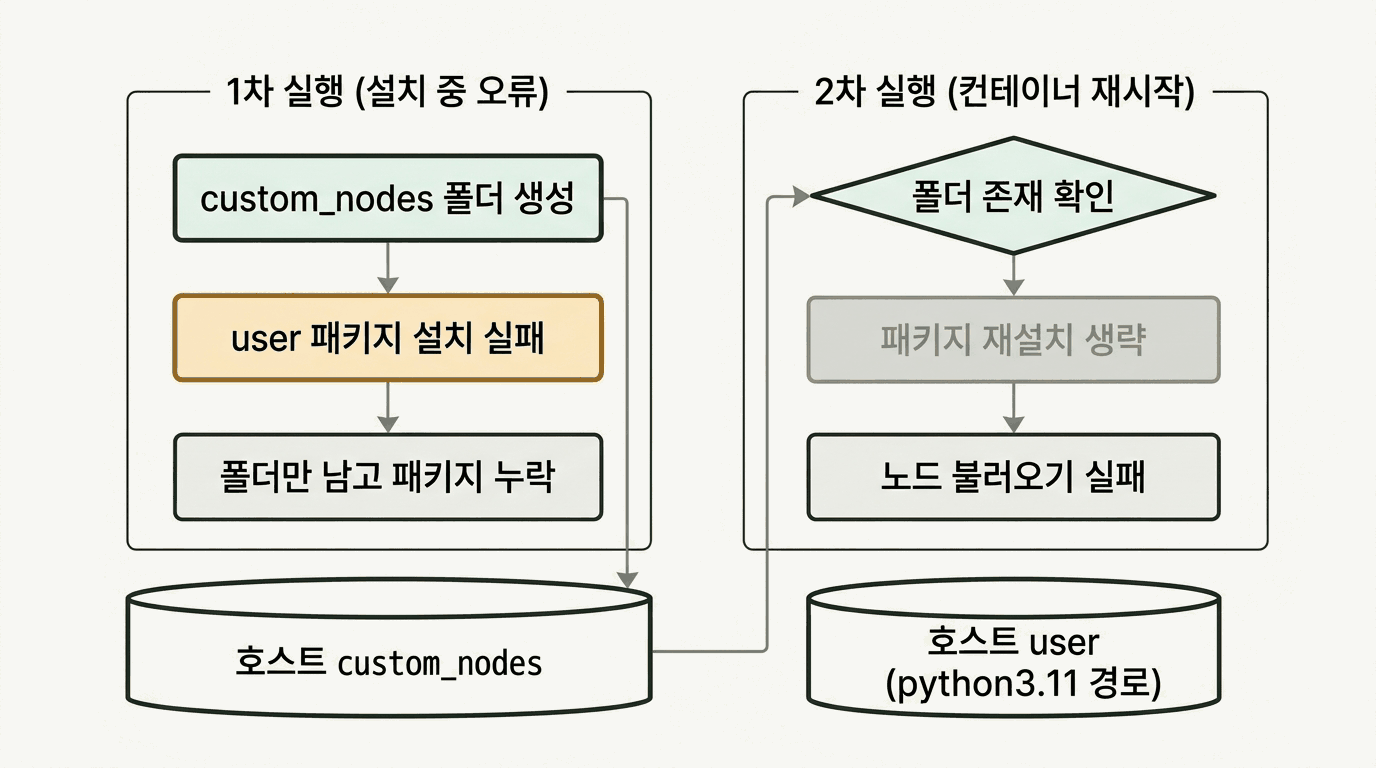 1차 실행 (설치 중 오류)
custom_nodes 폴더 생성
user 패키지 설치 실패
폴더만 남고 패키지 누락
호스트 custom_nodes
2차 실행 (컨테이너 재시작)
폴더 존재 확인
패키지 재설치 생략
노드 불러오기 실패
호스트 user
(python3.11 경로)